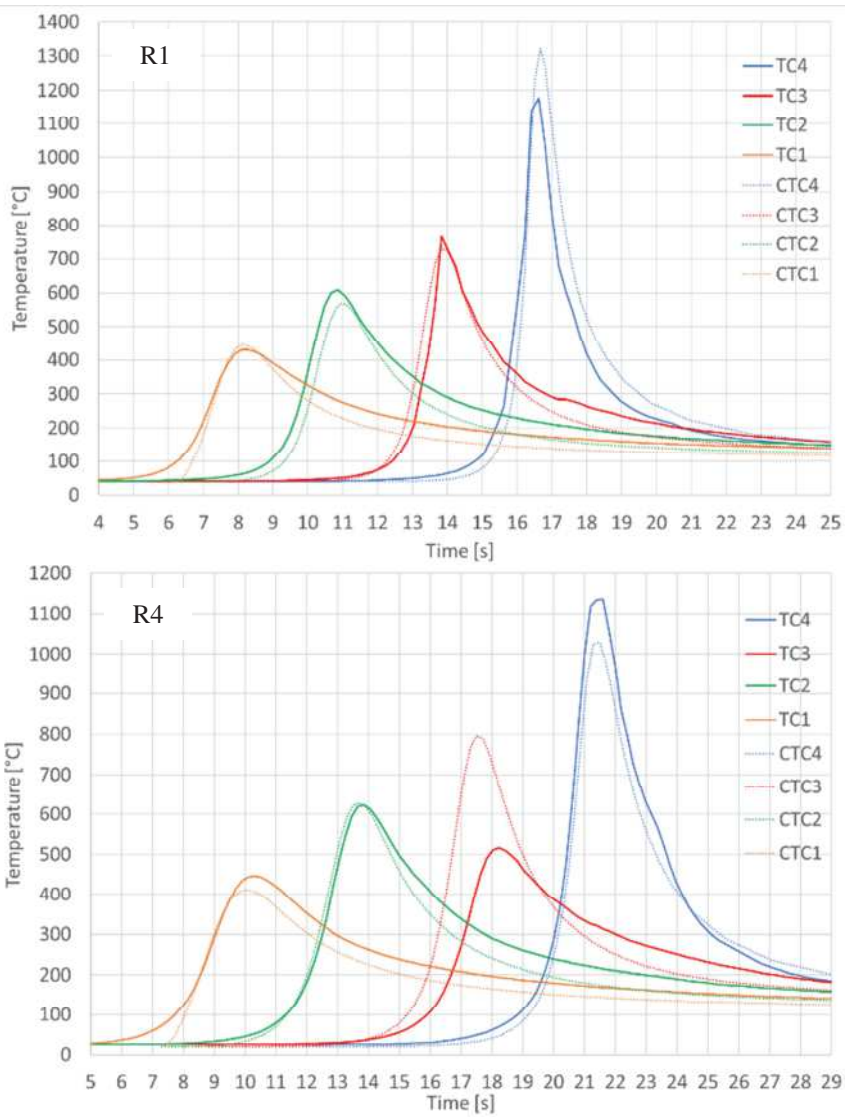 R1
1400
1300
1200
1100
1000
900
800
700
600
500
400
300
200
100
0
Temperature [°C]
TC4
TC3
TC2
TC1
CTC4
CTC3
CTC2
CTC1
4 5 6 7 8 9 10 11 12 13 14 15 16 17 18 19 20 21 22 23 24 25
Time [s]
R4
1200
1100
1000
900
800
700
600
500
400
300
200
100
0
Temperature [°C]
TC4
TC3
TC2
TC1
CTC4
CTC3
CTC2
CTC1
5 6 7 8 9 10 11 12 13 14 15 16 17 18 19 20 21 22 23 24 25 26 27 28 29
Time [s]